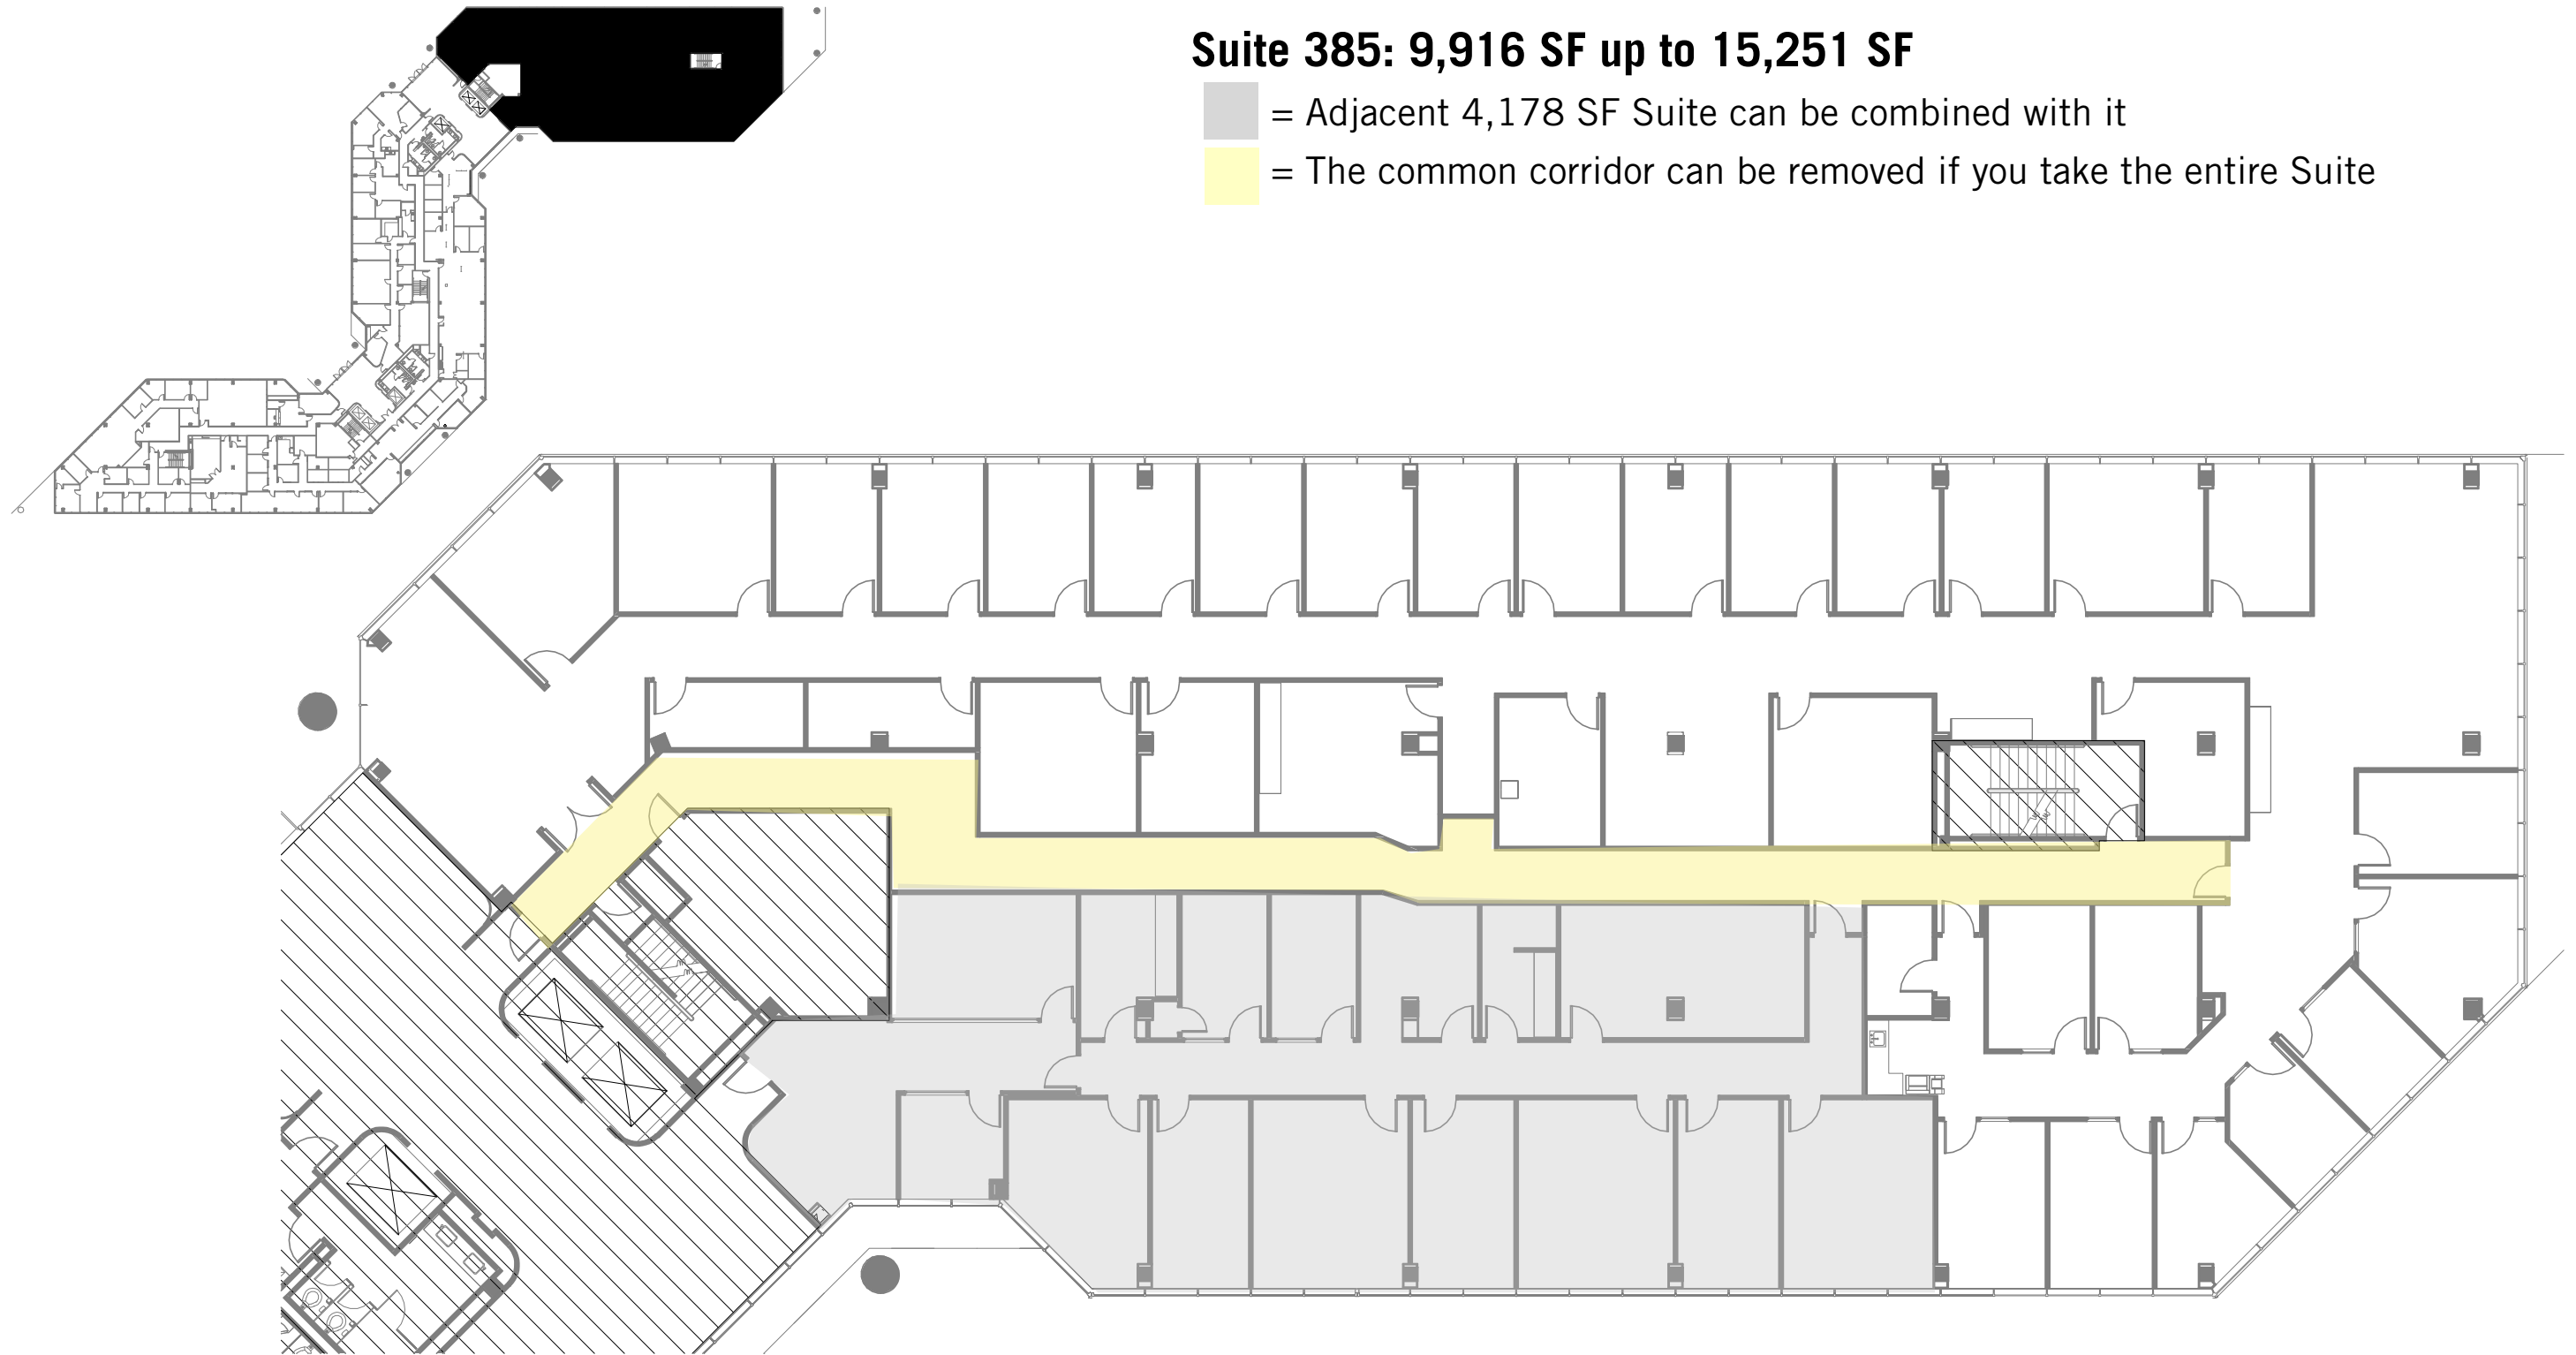 Suite 385: 9,916 SF up to 15,251 SF
= Adjacent 4,178 SF Suite can be combined with it
= The common corridor can be removed if you take the entire Suite